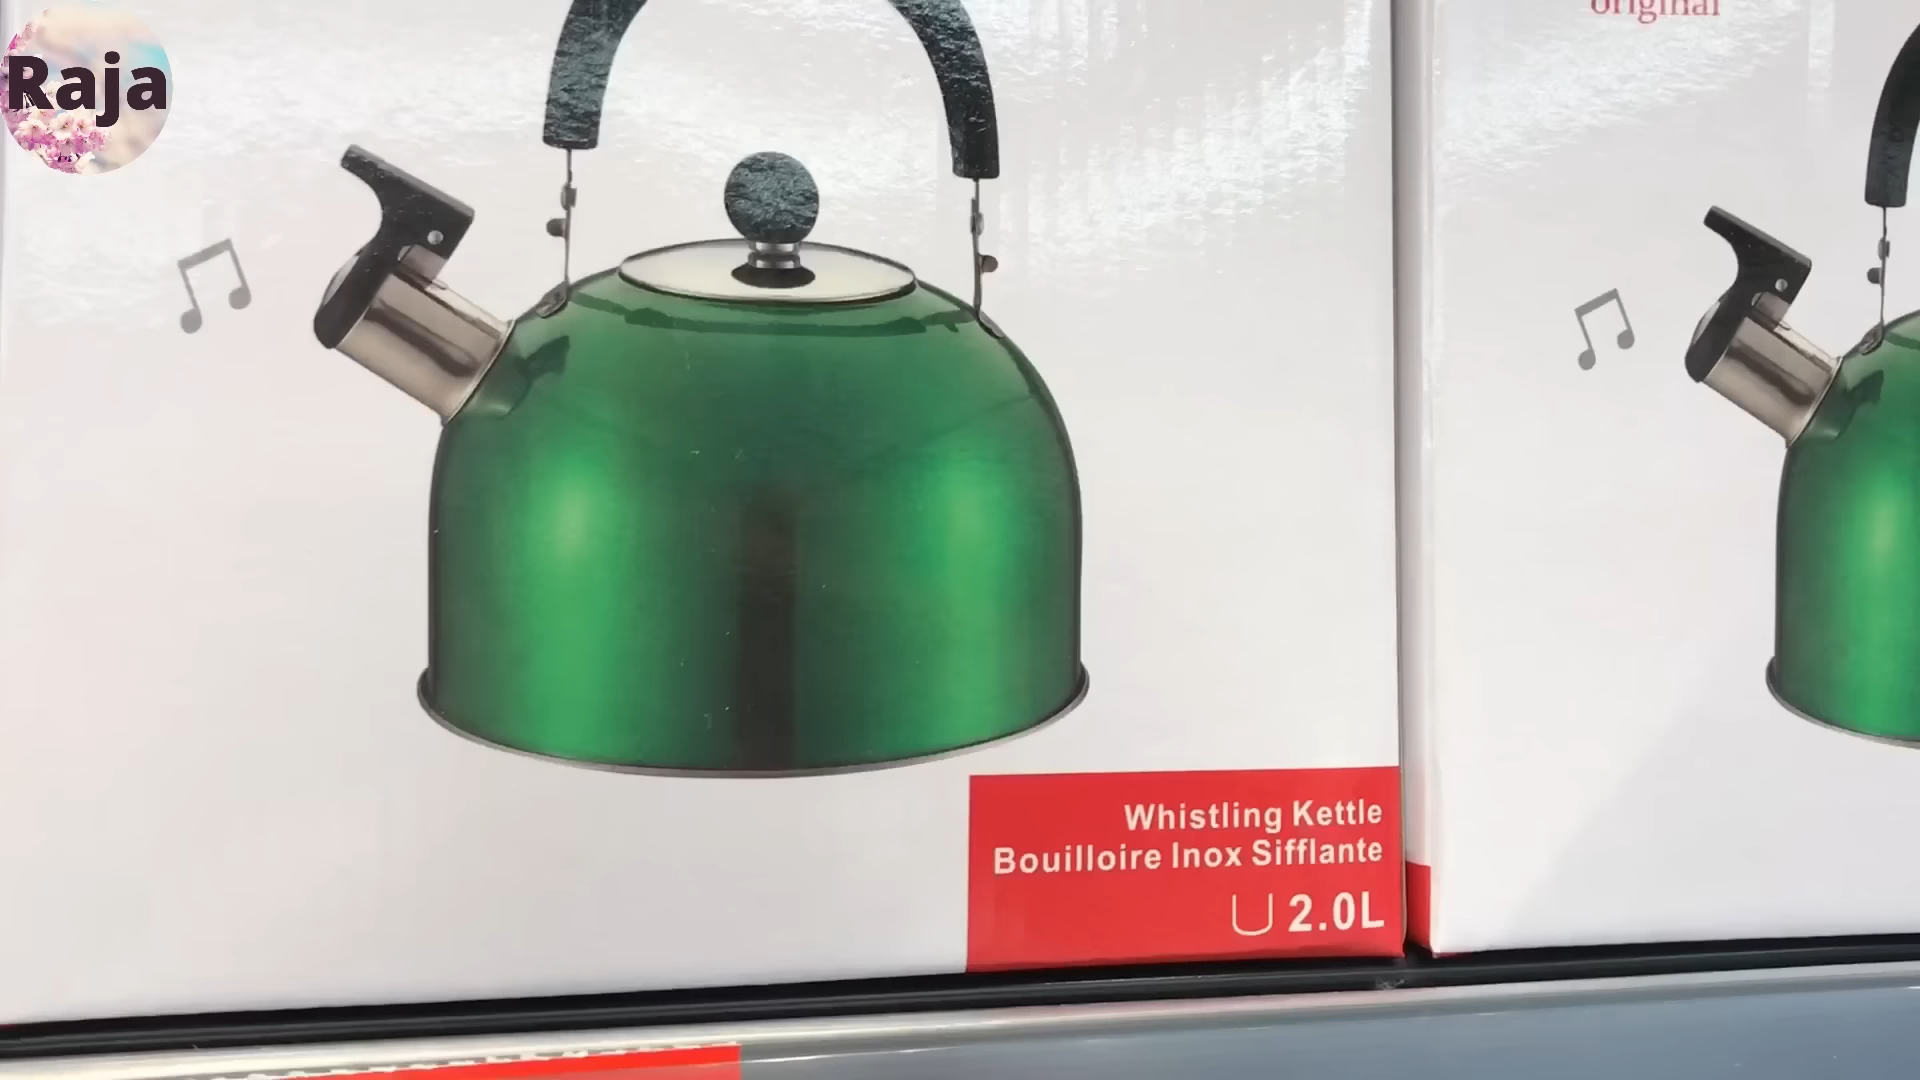 Raja
original
Whistling Kettle
Bouilloire Inox Sifflante
2.0L